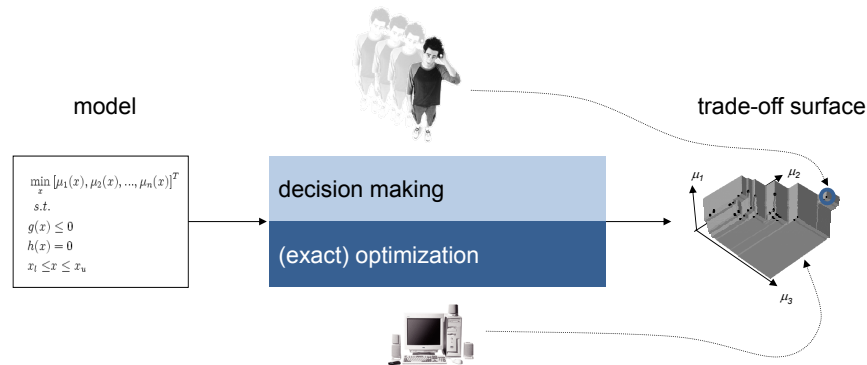 model
trade-off surface
min [μ1(x), μ2(x), ..., μn(x)]^T
x
s.t.
g(x) ≤ 0
h(x) = 0
xl ≤ x ≤ xu
decision making
(exact) optimization
μ1
μ2
μ3